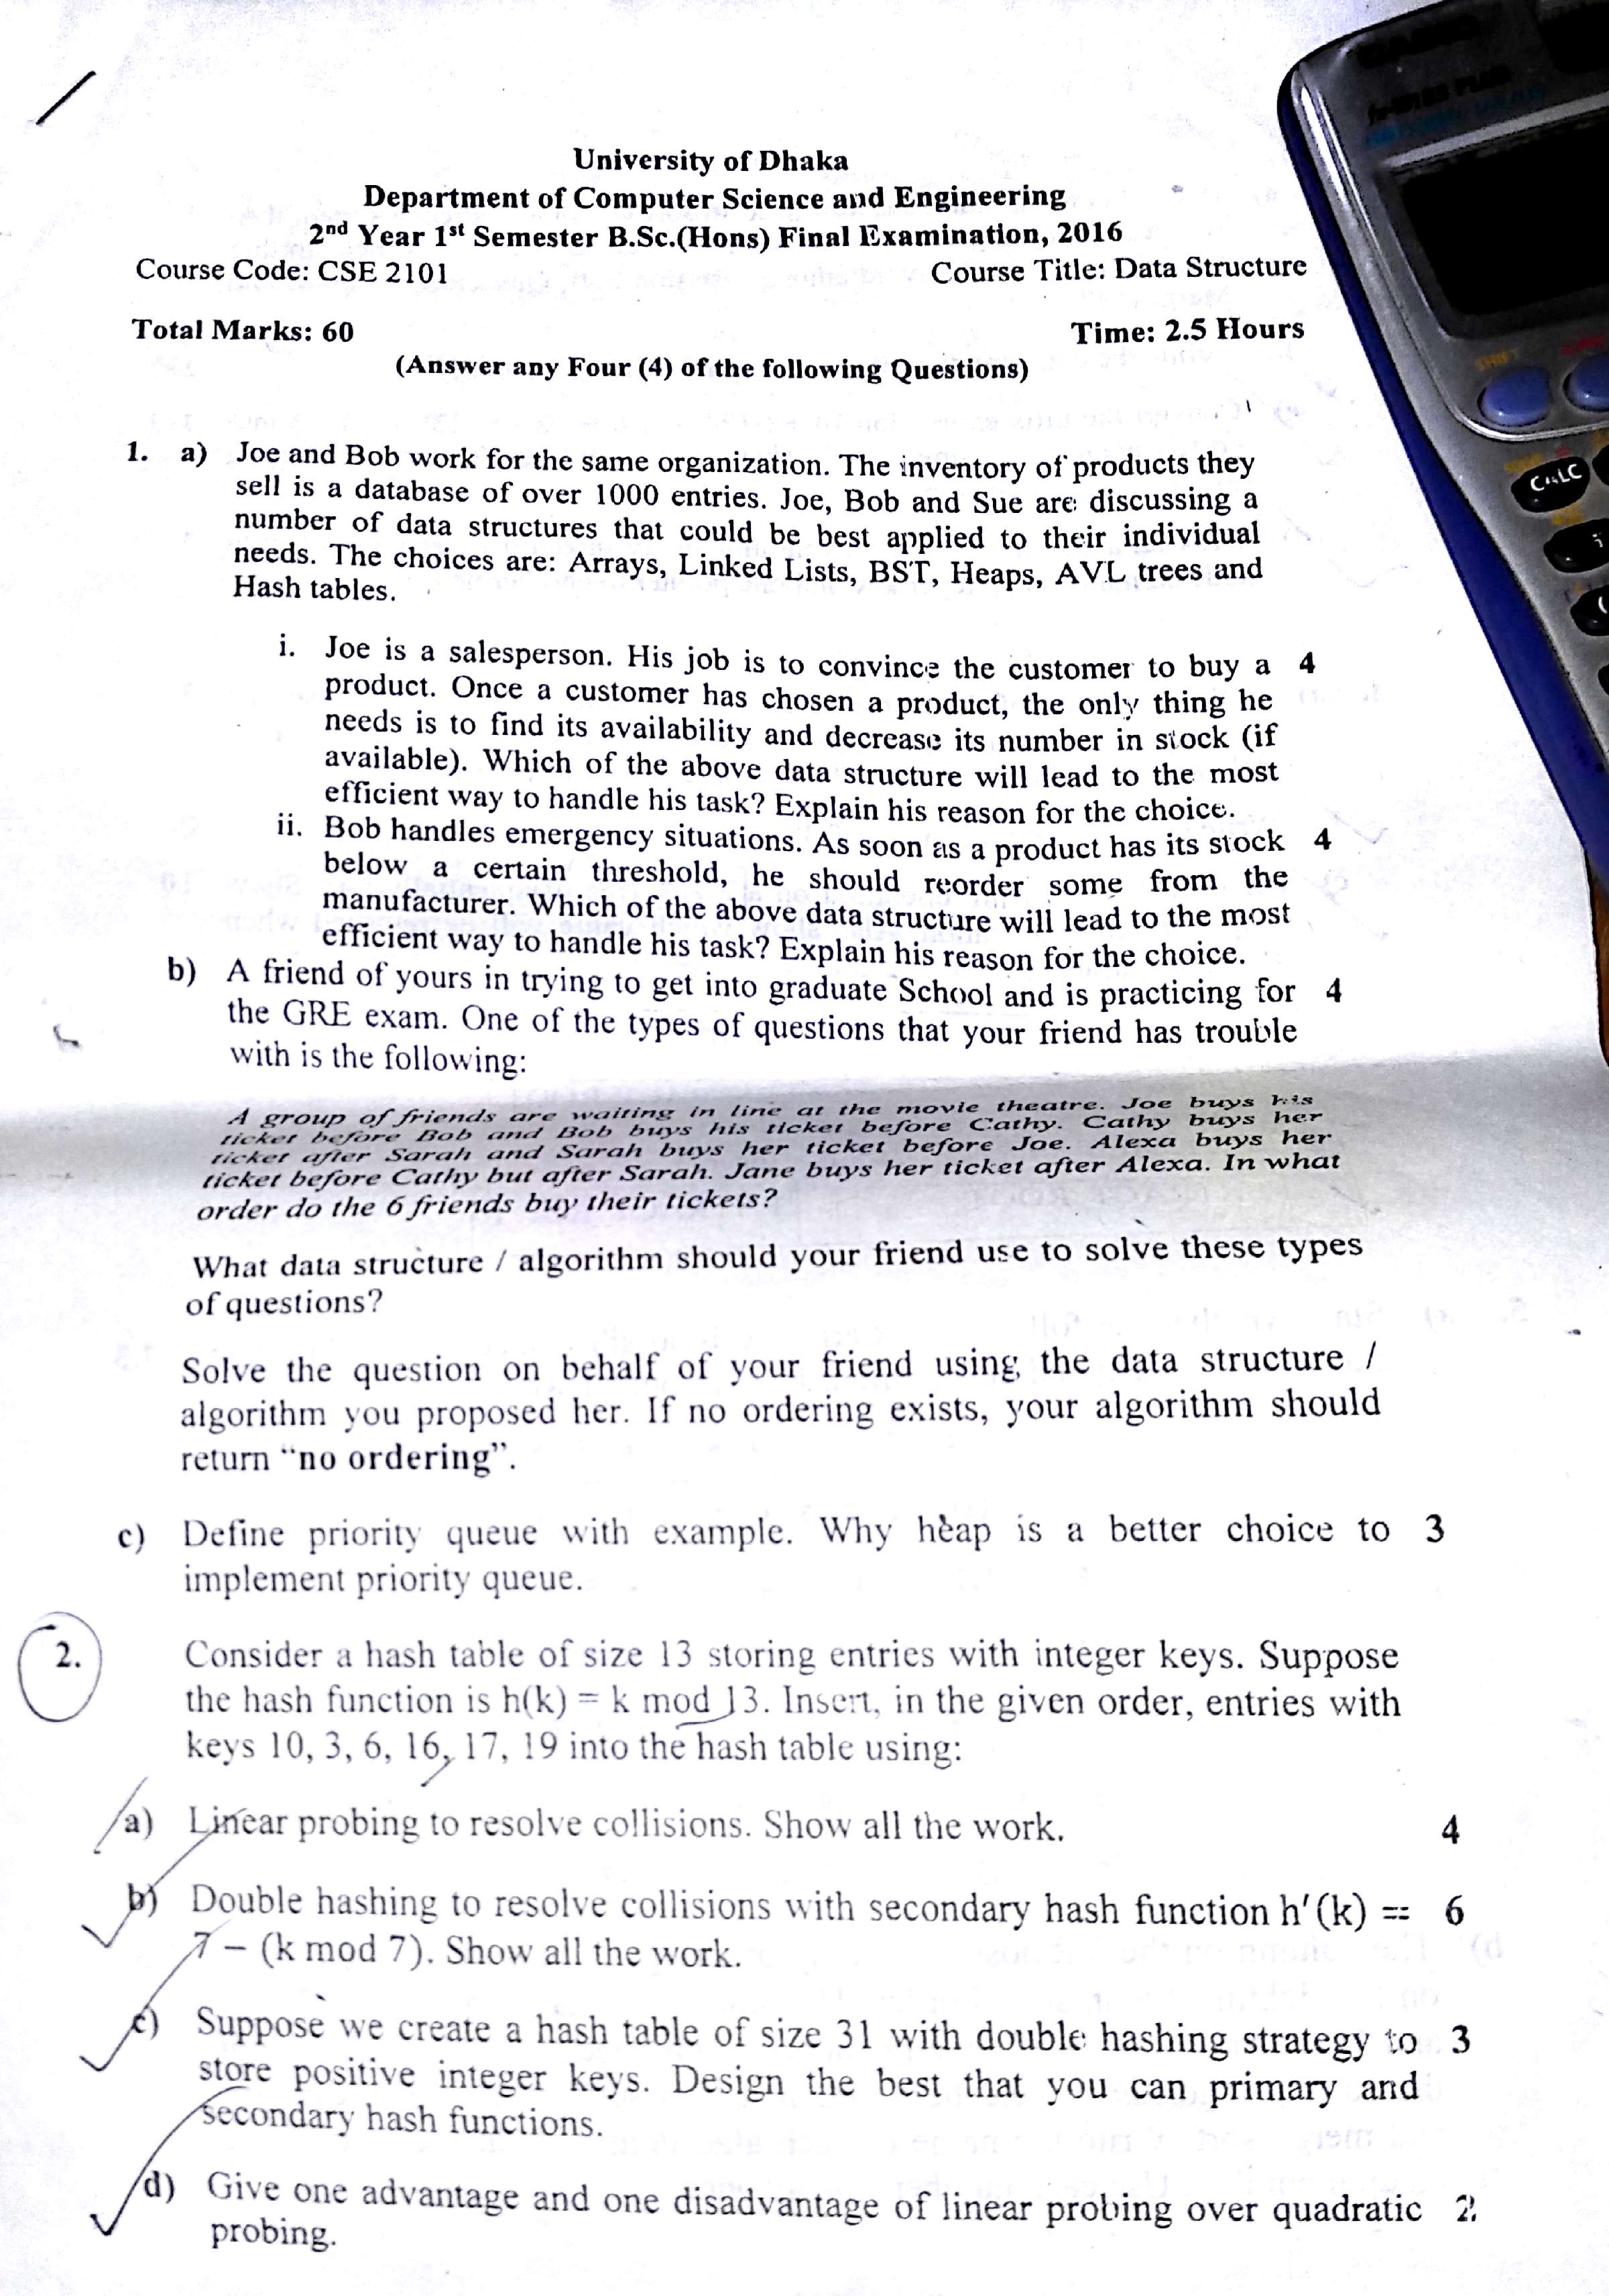 University of Dhaka
Department of Computer Science and Engineering
2nd Year 1st Semester B.Sc.(Hons) Final Examination, 2016
Course Code: CSE 2101 Course Title: Data Structure
Total Marks: 60 Time: 2.5 Hours
(Answer any Four (4) of the following Questions)
1. a) Joe and Bob work for the same organization. The inventory of products they
sell is a database of over 1000 entries. Joe, Bob and Sue are discussing a
number of data structures that could be best applied to their individual
needs. The choices are: Arrays, Linked Lists, BST, Heaps, AVL trees and
Hash tables.
i. Joe is a salesperson. His job is to convince the customer to buy a 4
product. Once a customer has chosen a product, the only thing he
needs is to find its availability and decrease its number in stock (if
available). Which of the above data structure will lead to the most
efficient way to handle his task? Explain his reason for the choice.
ii. Bob handles emergency situations. As soon as a product has its stock 4
below a certain threshold, he should reorder some from the
manufacturer. Which of the above data structure will lead to the most
efficient way to handle his task? Explain his reason for the choice.
b) A friend of yours in trying to get into graduate School and is practicing for 4
the GRE exam. One of the types of questions that your friend has trouble
with is the following:
A group of friends are waiting in line at the movie theatre. Joe buys his
ticket before Bob and Bob buys his ticket before Cathy. Cathy buys her
ticket after Sarah and Sarah buys her ticket before Joe. Alexa buys her
ticket before Cathy but after Sarah. Jane buys her ticket after Alexa. In what
order do the 6 friends buy their tickets?
What data structure / algorithm should your friend use to solve these types
of questions?
Solve the question on behalf of your friend using the data structure /
algorithm you proposed her. If no ordering exists, your algorithm should
return “no ordering”.
c) Define priority queue with example. Why heap is a better choice to 3
implement priority queue.
2. Consider a hash table of size 13 storing entries with integer keys. Suppose
the hash function is h(k) = k mod 13. Insert, in the given order, entries with
keys 10, 3, 6, 16, 17, 19 into the hash table using:
a) Linear probing to resolve collisions. Show all the work. 4
b) Double hashing to resolve collisions with secondary hash function h′(k) = 6
7 – (k mod 7). Show all the work.
c) Suppose we create a hash table of size 31 with double hashing strategy to 3
store positive integer keys. Design the best that you can primary and
secondary hash functions.
d) Give one advantage and one disadvantage of linear probing over quadratic 2
probing.
CASIO
SHIFT
CALC